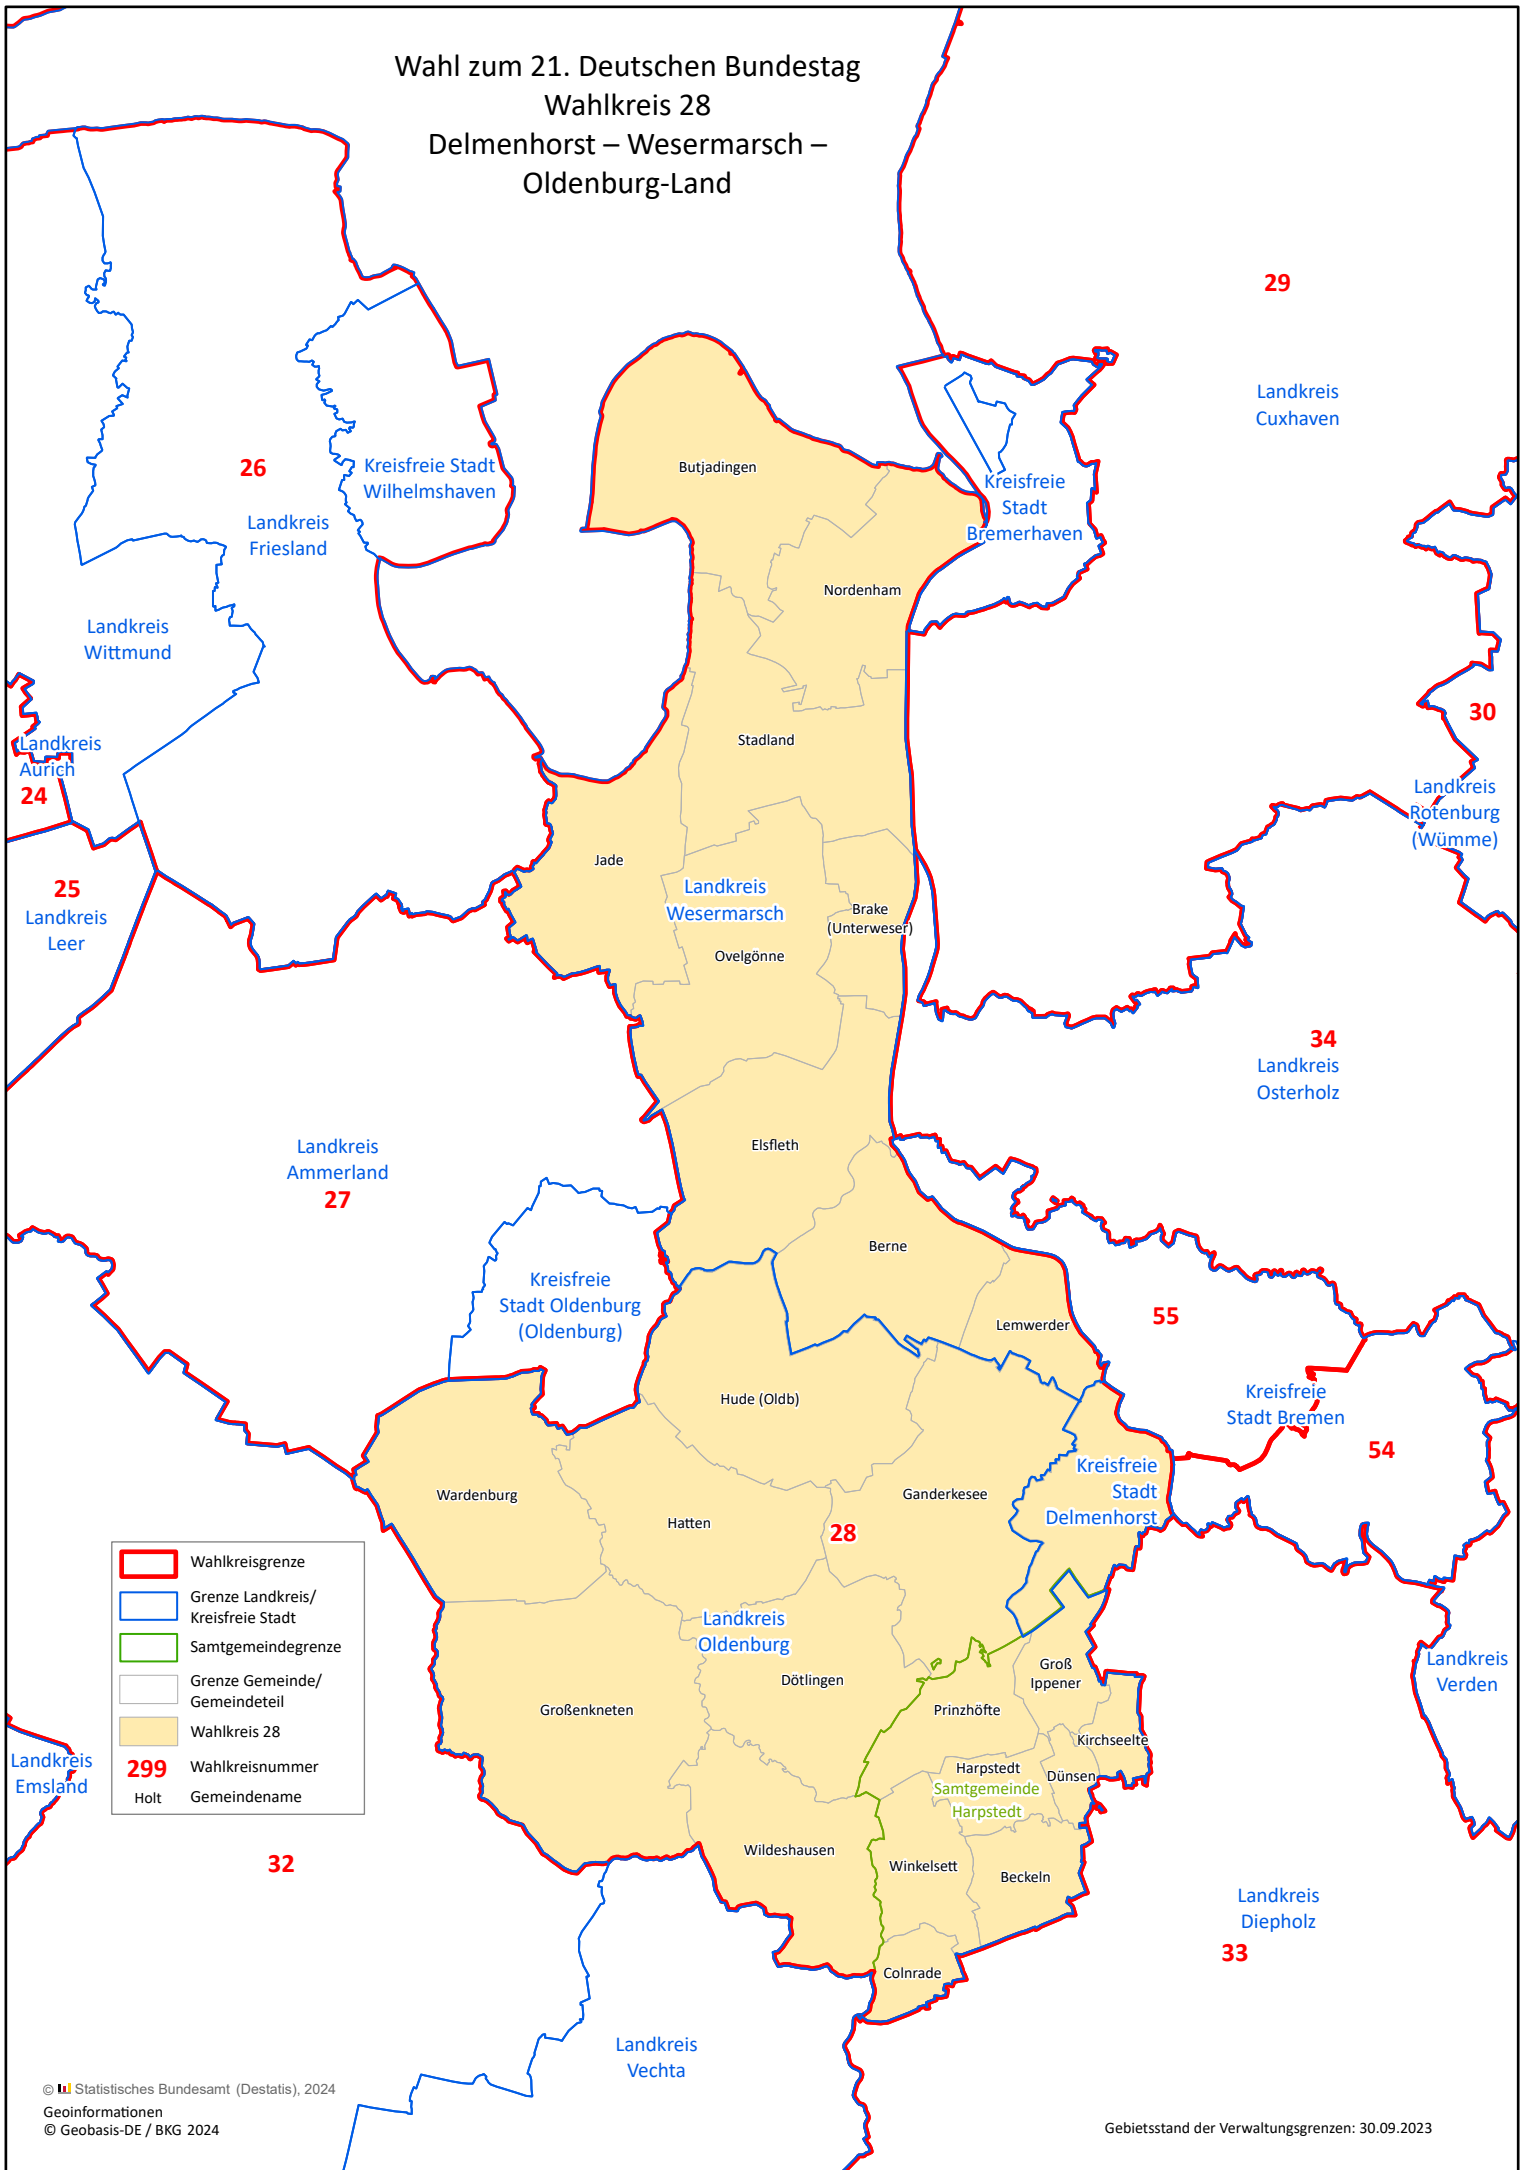 Wahl zum 21. Deutschen Bundestag
Wahlkreis 28
Delmenhorst – Wesermarsch –
Oldenburg-Land
29
Landkreis
Cuxhaven
26
Kreisfreie Stadt
Wilhelmshaven
Landkreis
Friesland
Butjadingen
Kreisfreie
Stadt
Bremerhaven
Nordenham
Landkreis
Wittmund
30
Landkreis
Aurich
24
Stadland
Landkreis
Rotenburg
(Wümme)
25
Landkreis
Leer
Jade
Landkreis
Wesermarsch
Brake
(Unterweser)
Ovelgönne
34
Landkreis
Osterholz
Landkreis
Ammerland
27
Elsfleth
Berne
Kreisfreie
Stadt Oldenburg
(Oldenburg)
Lemwerder
55
Hude (Oldb)
Kreisfreie
Stadt Bremen
54
Kreisfreie
Stadt
Delmenhorst
Wardenburg
Ganderkesee
Hatten
28
Wahlkreisgrenze
Grenze Landkreis/
Kreisfreie Stadt
Samtgemeindegrenze
Grenze Gemeinde/
Gemeindeteil
Wahlkreis 28
299 Wahlkreisnummer
Holt Gemeindename
Landkreis
Oldenburg
Dötlingen
Groß
Ippener
Landkreis
Verden
Großenkneten
Prinzhöfte
Kirchseelte
Landkreis
Emsland
Harpstedt
Dünsen
Samtgemeinde
Harpstedt
Wildeshausen
Winkelsett
Beckeln
32
Landkreis
Diepholz
33
Colnrade
Landkreis
Vechta
© Statistisches Bundesamt (Destatis), 2024
Geoinformationen
© Geobasis-DE / BKG 2024
Gebietsstand der Verwaltungsgrenzen: 30.09.2023